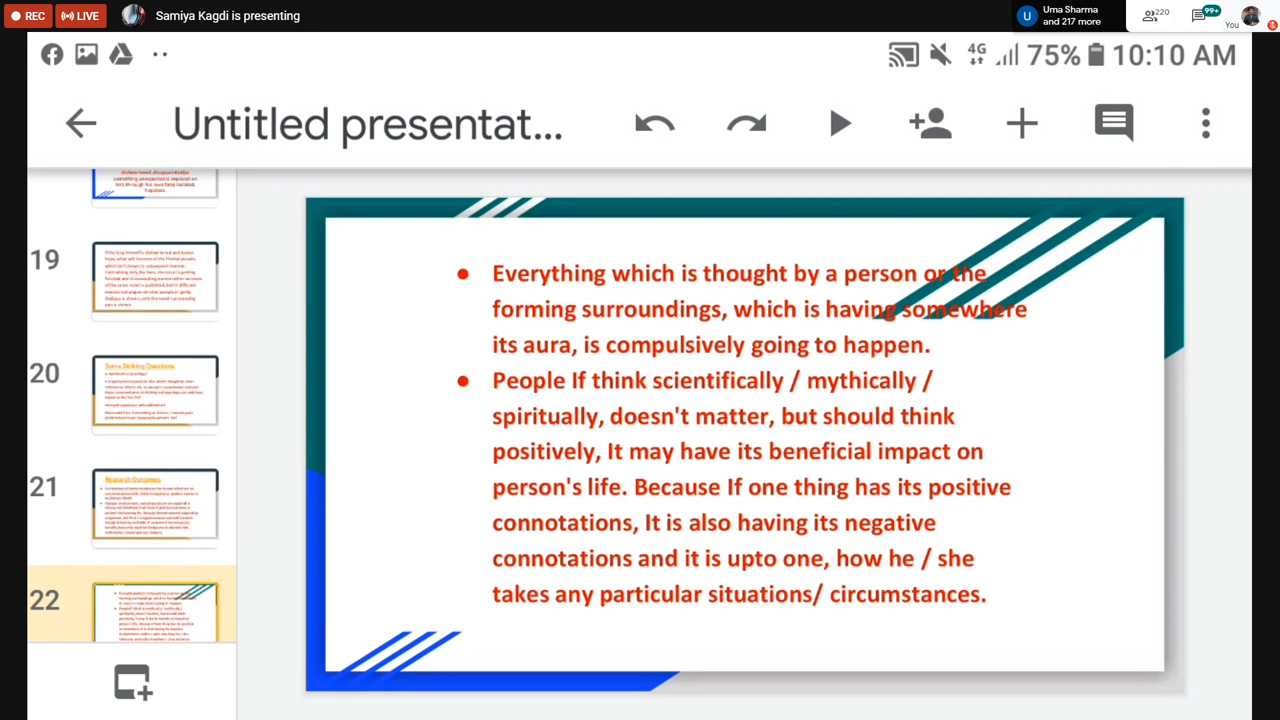 REC
LIVE
Samiya Kagdi is presenting
U
Uma Sharma
and 217 more
220
99+
You
4G
75%
10:10 AM
Untitled presentat...
19
20
Some Striking Questions
21
Research Outcomes
22
• Everything which is thought by a person or the
forming surroundings, which is having somewhere
its aura, is compulsively going to happen.
• People If think scientifically / mythically /
spiritually, doesn't matter, but should think
positively, It may have its beneficial impact on
person's life. Because If one thing has its positive
connotations, It is also having its negative
connotations and it is upto one, how he / she
takes any particular situations/ circumstances.